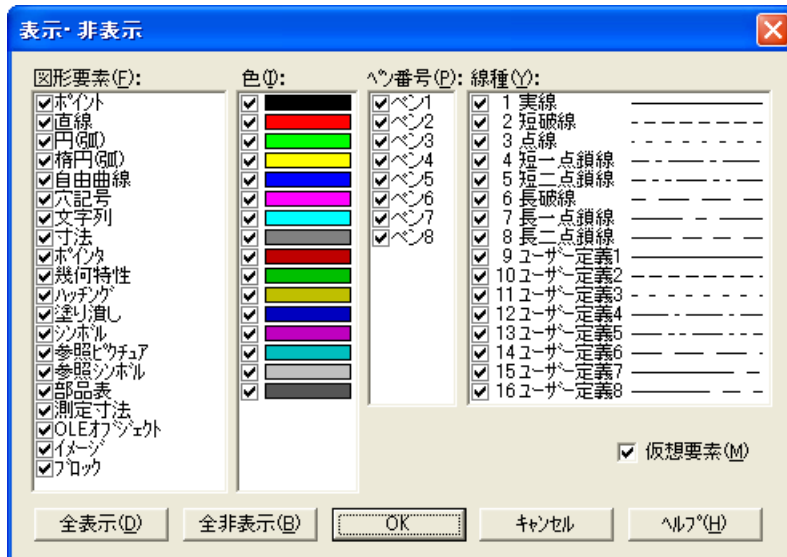 表示・非表示
図形要素(F):
ポイント
直線
円(弧)
楕円(弧)
自由曲線
穴記号
文字列
寸法
ポインタ
幾何特性
ハッチング
塗り潰し
シンボル
参照ピクチュア
参照シンボル
部品表
測定寸法
OLEオブジェクト
イメージ
ブロック
色(I):
ペン番号(P):
ペン1
ペン2
ペン3
ペン4
ペン5
ペン6
ペン7
ペン8
線種(Y):
1 実線
2 短破線
3 点線
4 短一点鎖線
5 短二点鎖線
6 長破線
7 長一点鎖線
8 長二点鎖線
9 ユーザー定義1
10 ユーザー定義2
11 ユーザー定義3
12 ユーザー定義4
13 ユーザー定義5
14 ユーザー定義6
15 ユーザー定義7
16 ユーザー定義8
仮想要素(M)
全表示(D)
全非表示(B)
OK
キャンセル
ヘルプ(H)